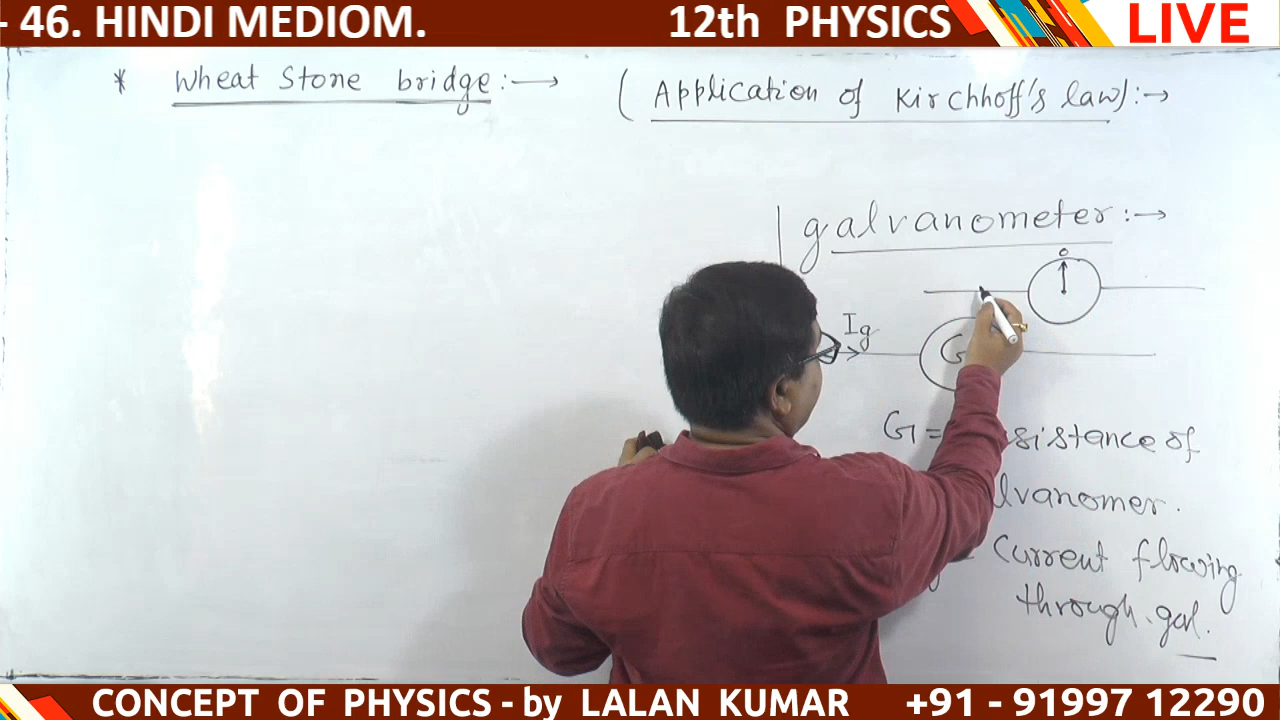 - 46. HINDI MEDIOM.
12th PHYSICS
LIVE
* Wheat Stone bridge:→ (Application of Kirchhoff's law):→
galvanometer:→
0
Ig
G
G = sistance of
lvanomer.
Current flowing
through gal.
CONCEPT OF PHYSICS - by LALAN KUMAR
+91 - 91997 12290